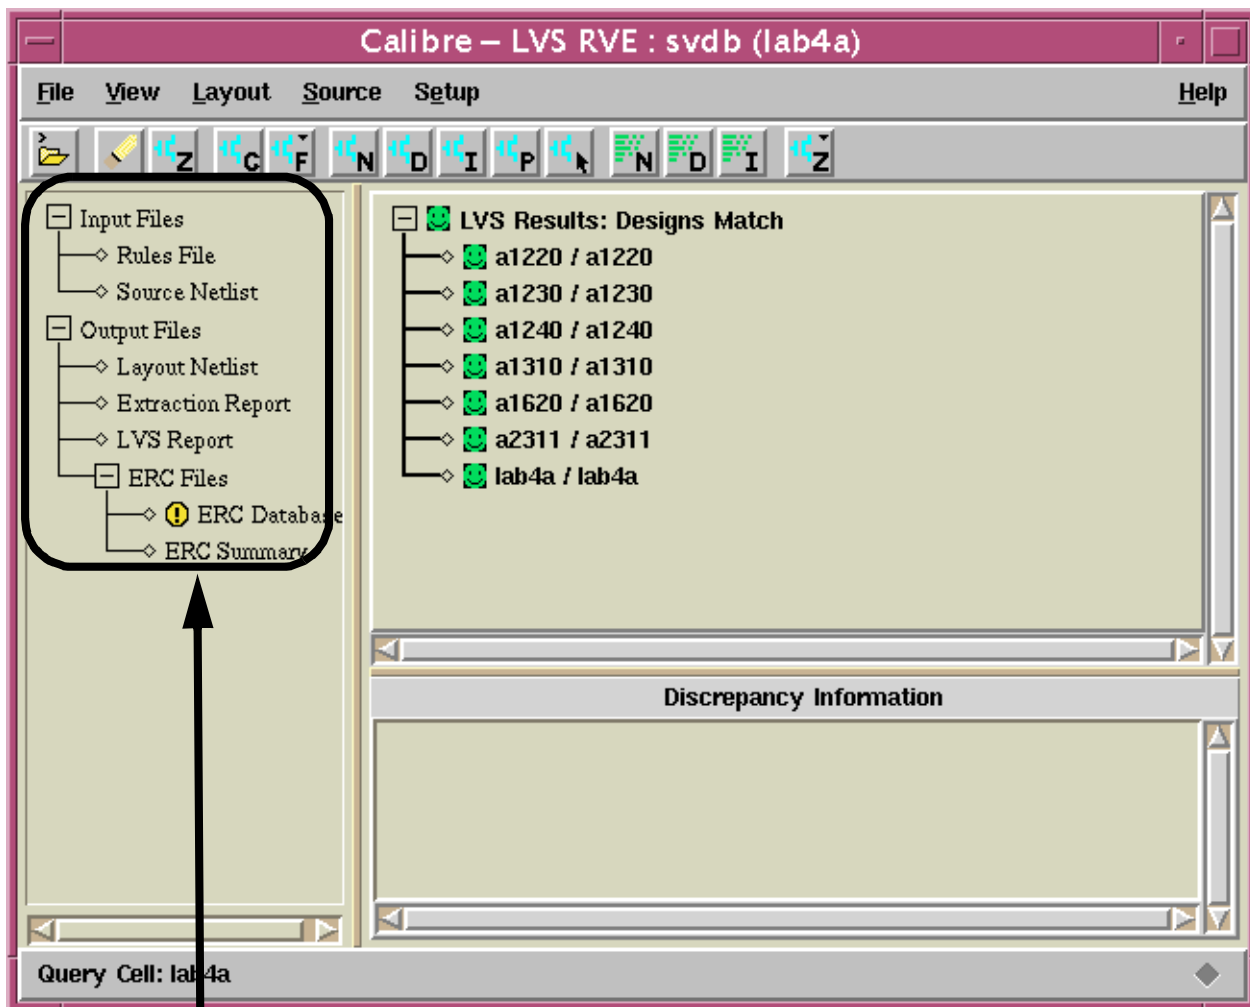 Calibre – LVS RVE : svdb (lab4a)
File View Layout Source Setup Help
Z C F N D I P N D I Z
Input Files
Rules File
Source Netlist
Output Files
Layout Netlist
Extraction Report
LVS Report
ERC Files
ERC Database
ERC Summary
LVS Results: Designs Match
a1220 / a1220
a1230 / a1230
a1240 / a1240
a1310 / a1310
a1620 / a1620
a2311 / a2311
lab4a / lab4a
Discrepancy Information
Query Cell: lab4a